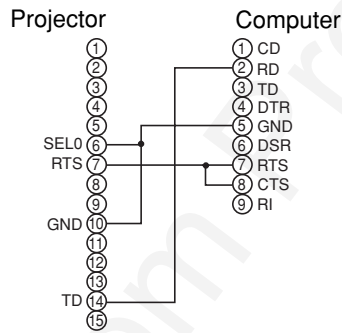 Projector
1
2
3
4
5
SEL0 6
RTS 7
8
9
GND 10
11
12
13
TD 14
15
Computer
1 CD
2 RD
3 TD
4 DTR
5 GND
6 DSR
7 RTS
8 CTS
9 RI